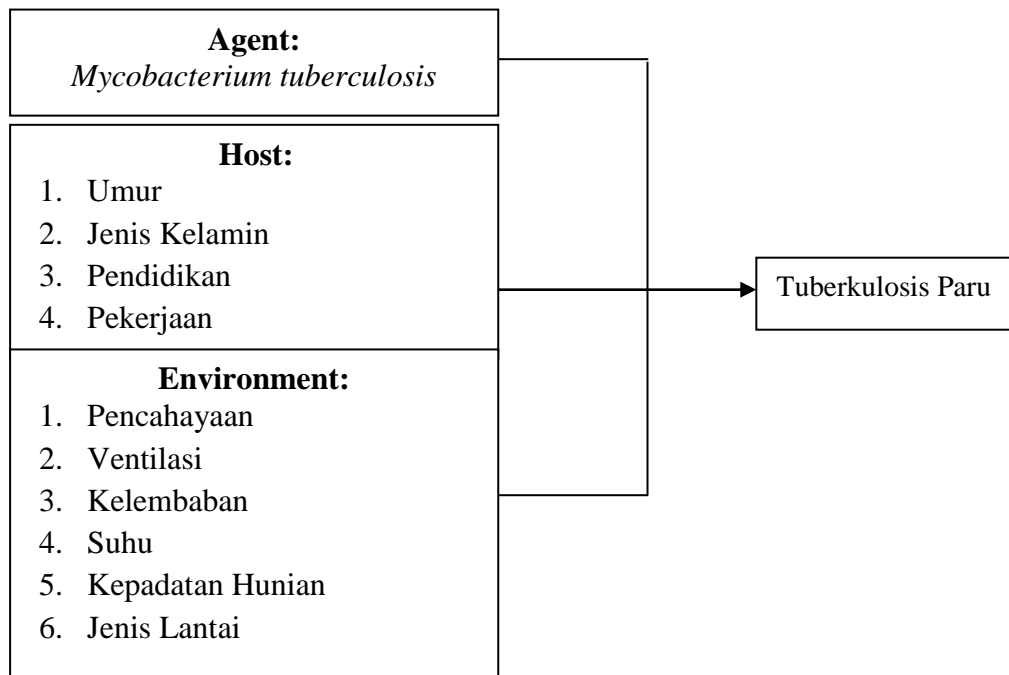 Agent:
Mycobacterium tuberculosis
Host:
1. Umur
2. Jenis Kelamin
3. Pendidikan
4. Pekerjaan
Environment:
1. Pencahayaan
2. Ventilasi
3. Kelembaban
4. Suhu
5. Kepadatan Hunian
6. Jenis Lantai
Tuberkulosis Paru